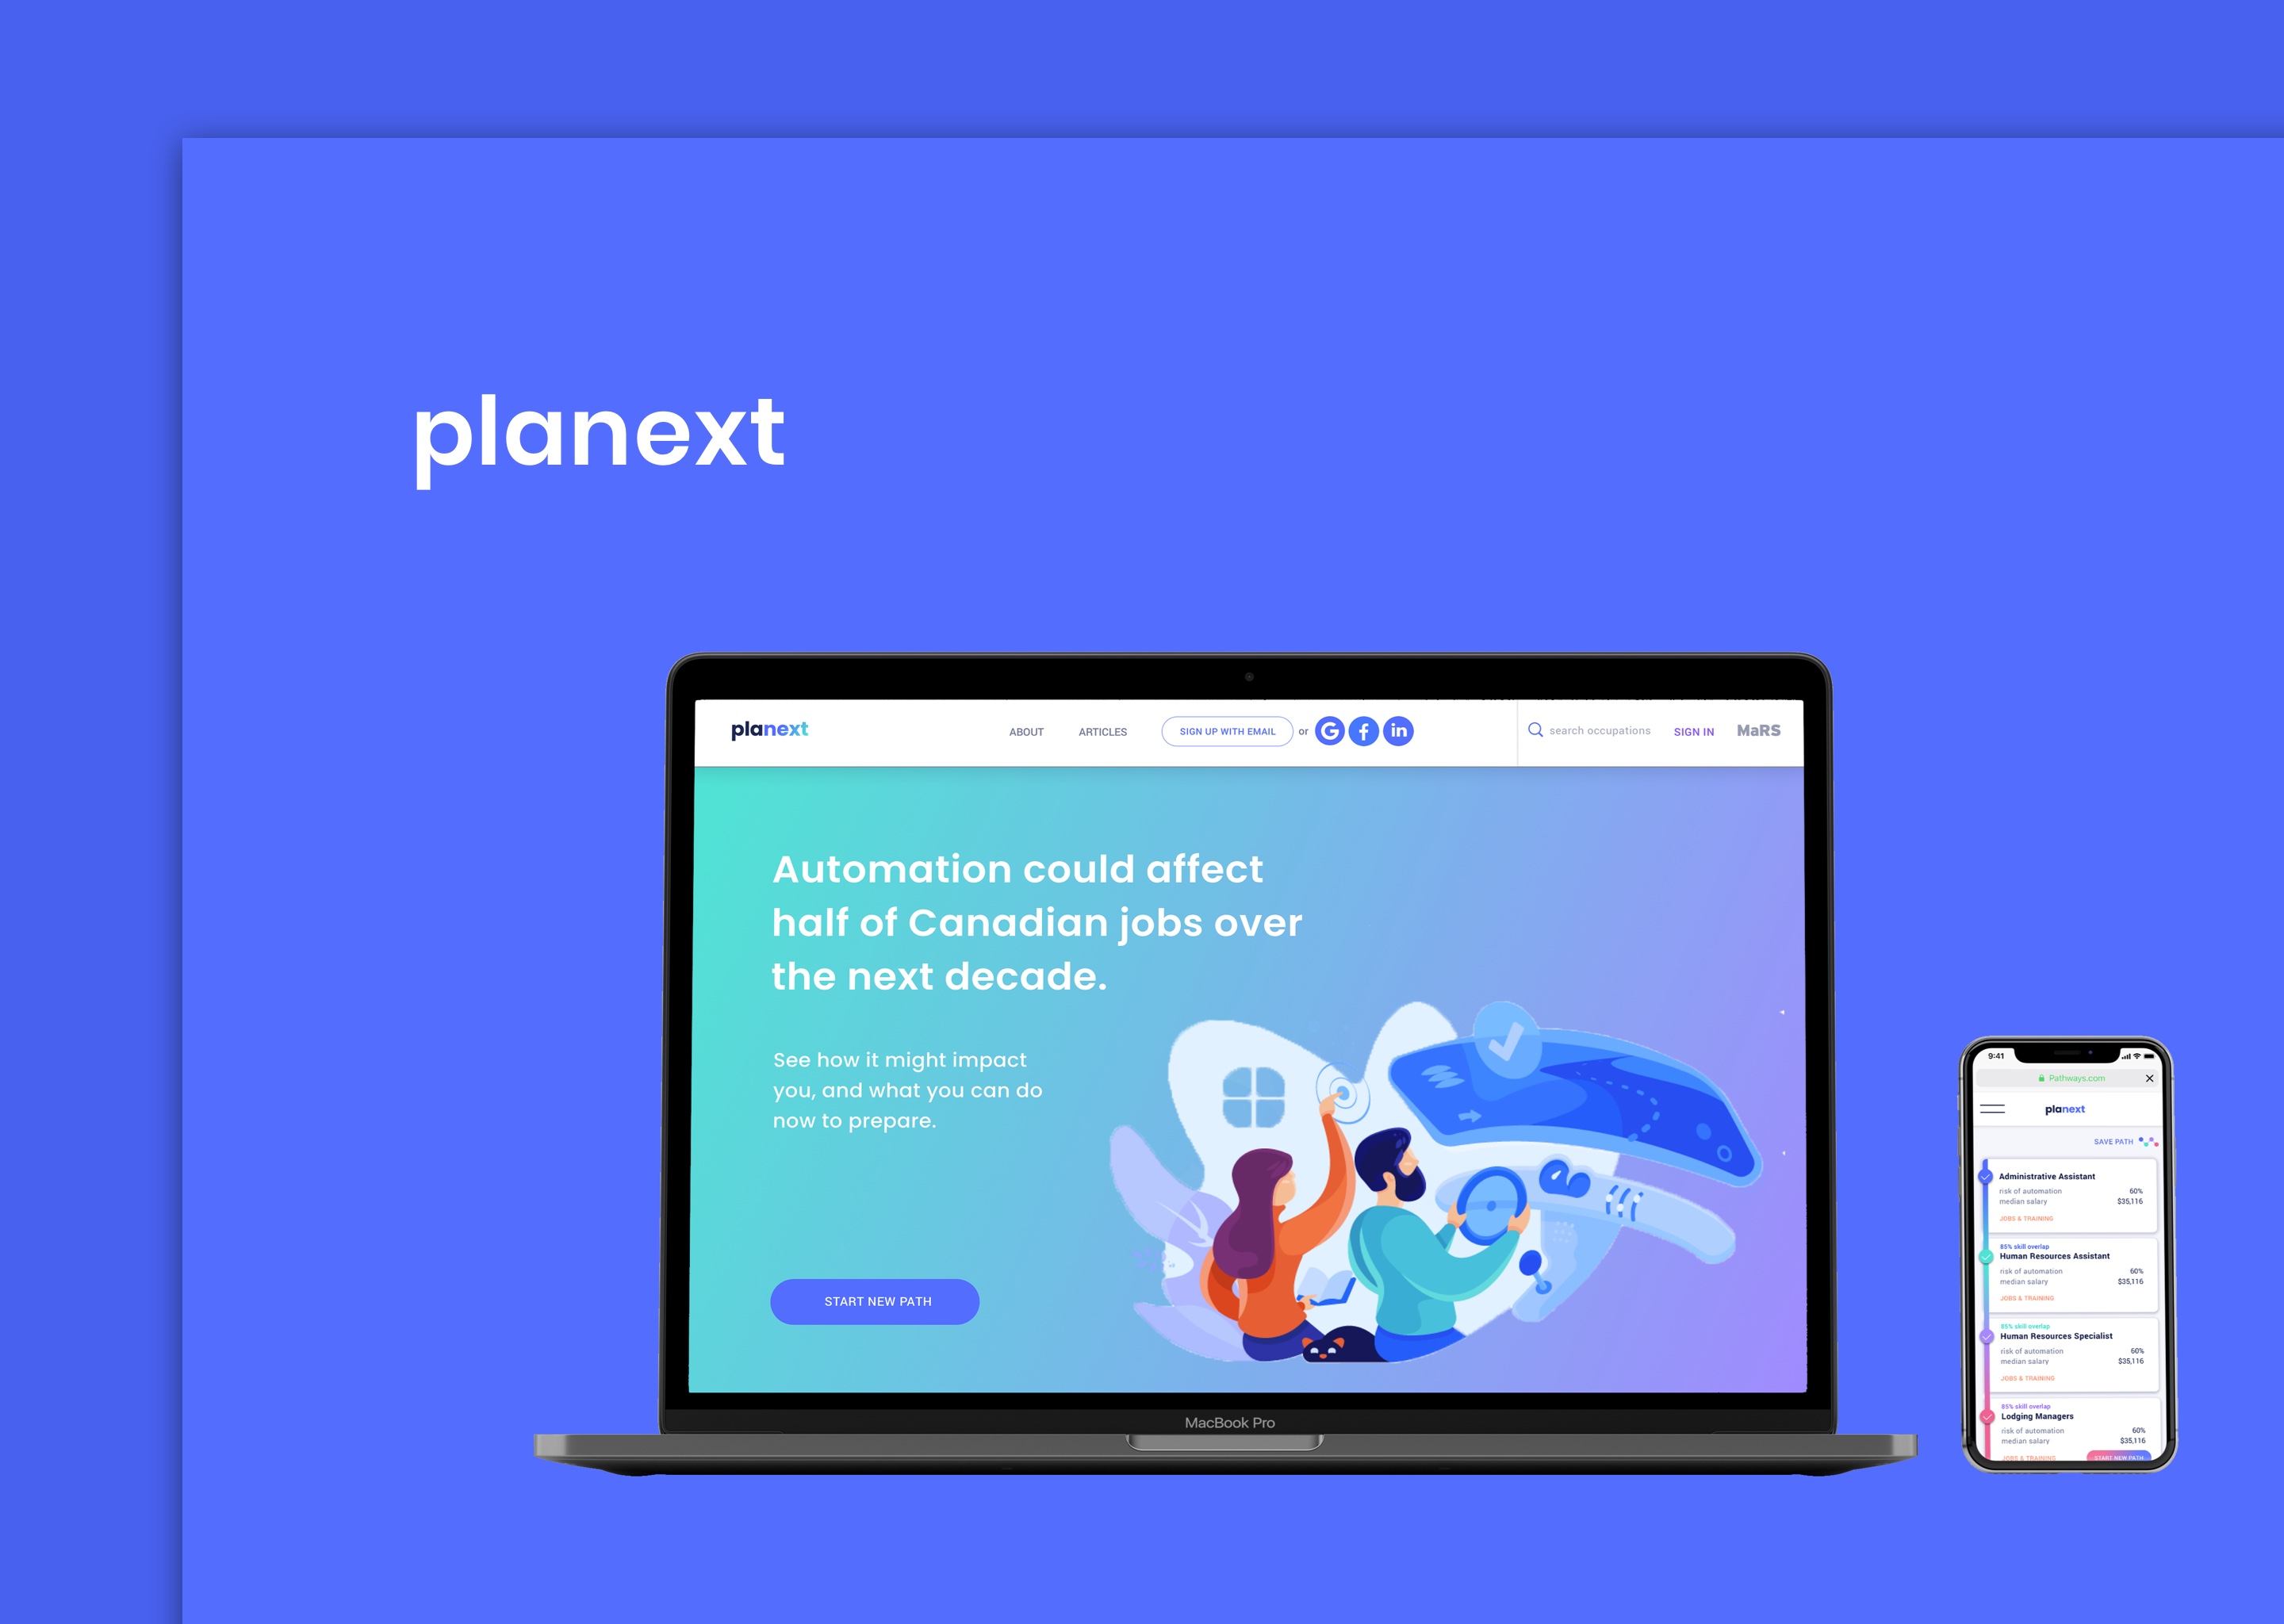 planext
planext
ABOUT
ARTICLES
SIGN UP WITH EMAIL
or
G
f
in
search occupations
SIGN IN
MaRS
Automation could affect
half of Canadian jobs over
the next decade.
See how it might impact
you, and what you can do
now to prepare.
START NEW PATH
MacBook Pro
9:41
Pathways.com
planext
SAVE PATH
Administrative Assistant
risk of automation 60%
median salary $35,116
JOBS & TRAINING
85% skill overlap
Human Resources Assistant
risk of automation 60%
median salary $35,116
JOBS & TRAINING
85% skill overlap
Human Resources Specialist
risk of automation 60%
median salary $35,116
JOBS & TRAINING
85% skill overlap
Lodging Managers
risk of automation 60%
median salary $35,116
JOBS & TRAINING
START NEW PATH